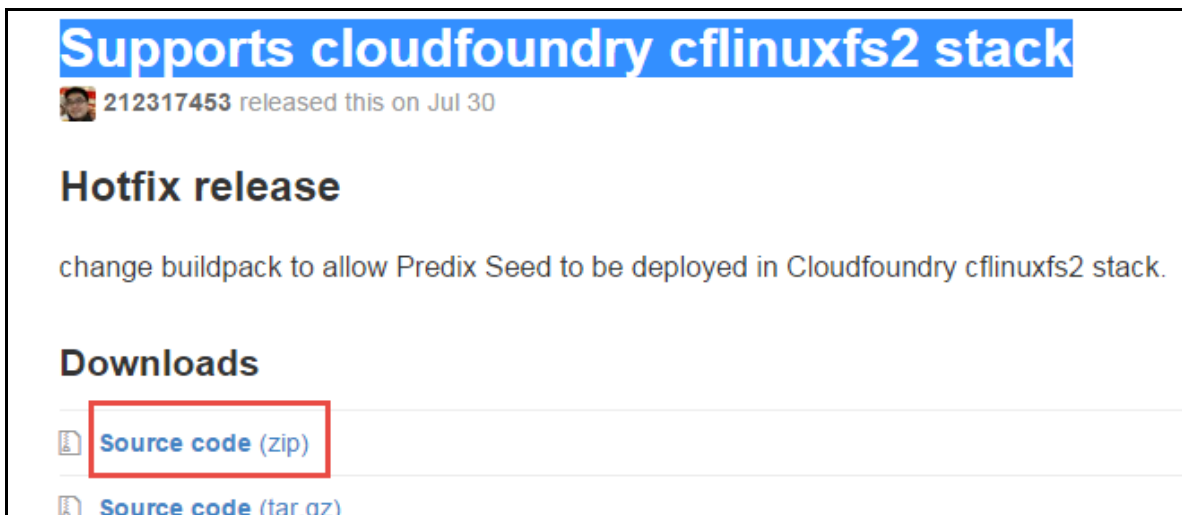 Supports cloudfoundry cflinuxfs2 stack
212317453 released this on Jul 30
Hotfix release
change buildpack to allow Predix Seed to be deployed in Cloudfoundry cflinuxfs2 stack.
Downloads
Source code (zip)
Source code (tar.gz)